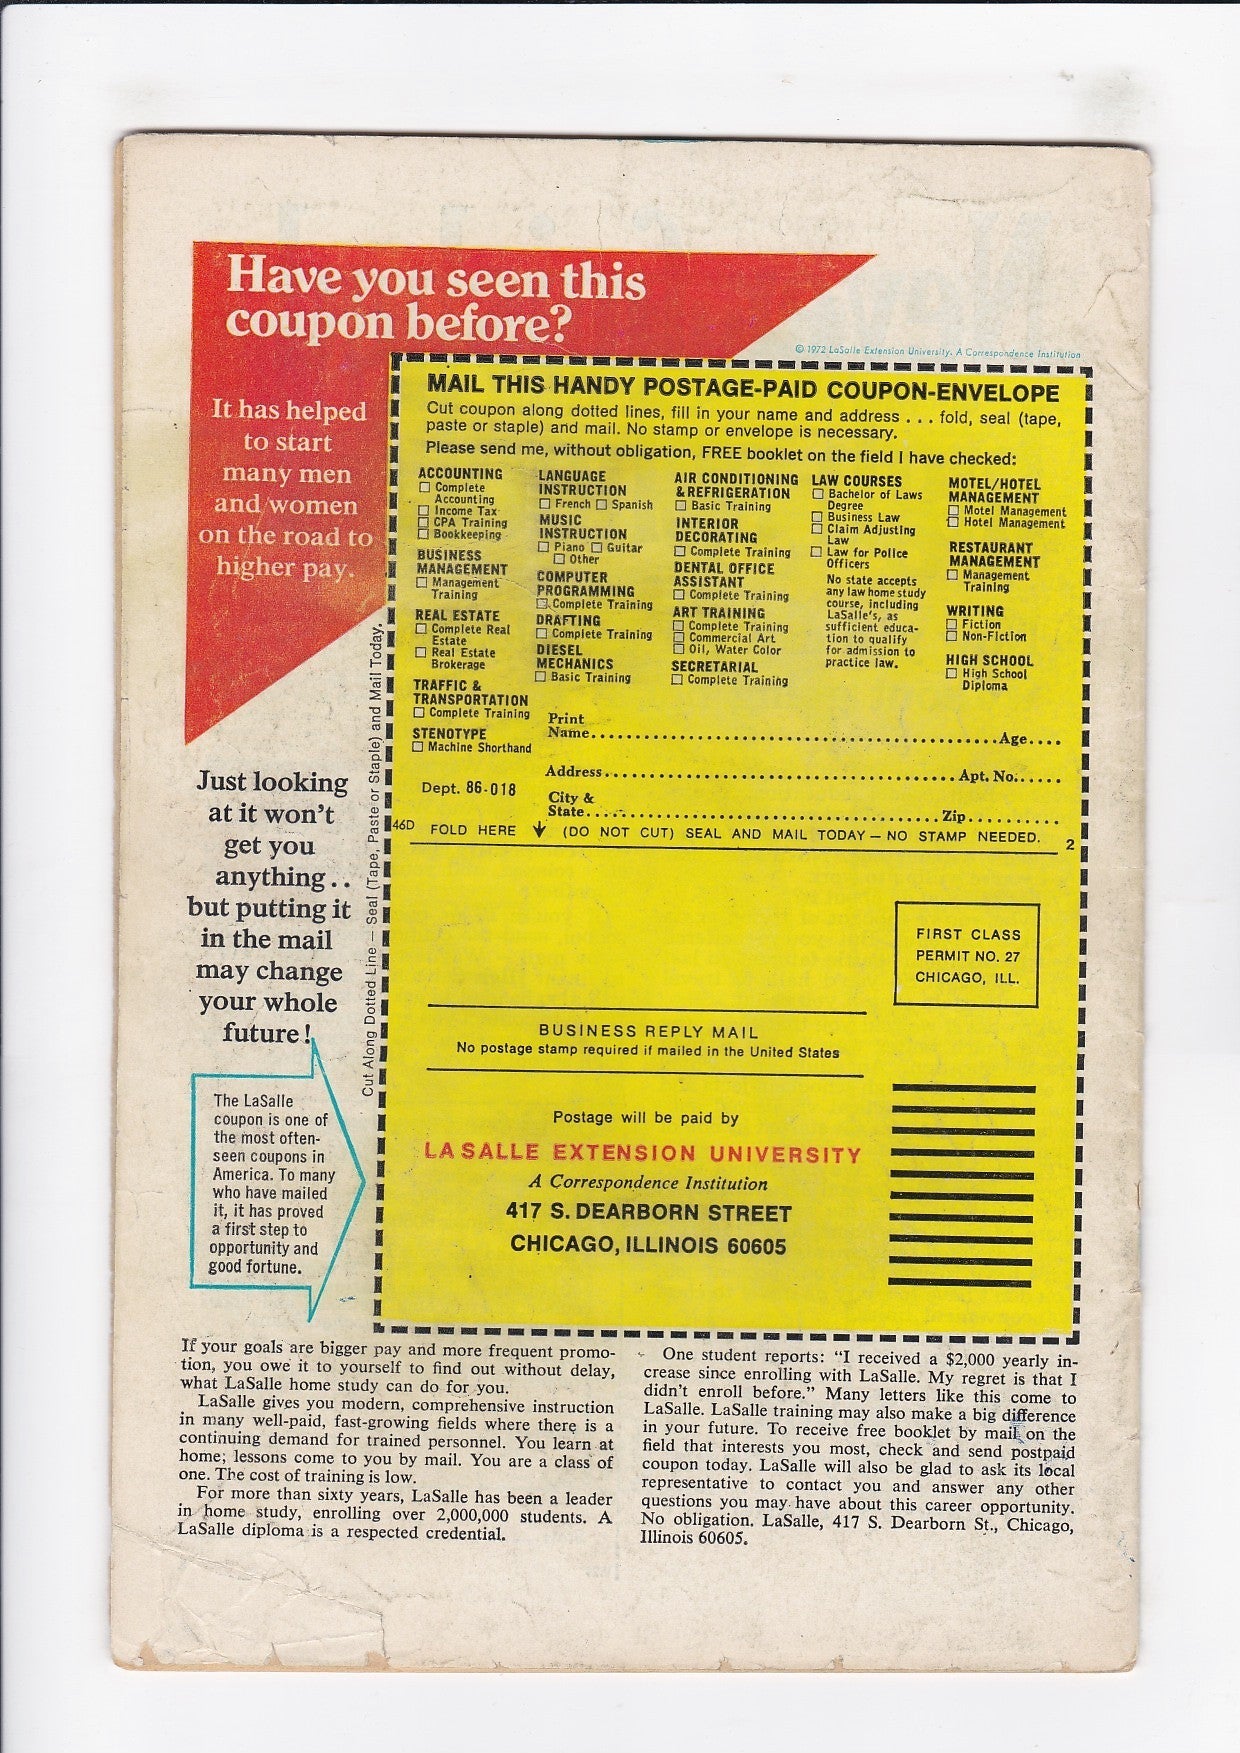 Have you seen this
coupon before?
It has helped
to start
many men
and women
on the road to
higher pay.
© 1972 LaSalle Extension University. A Correspondence Institution
MAIL THIS HANDY POSTAGE-PAID COUPON-ENVELOPE
Cut coupon along dotted lines, fill in your name and address . . . fold, seal (tape,
paste or staple) and mail. No stamp or envelope is necessary.
Please send me, without obligation, FREE booklet on the field I have checked:
ACCOUNTING
☐ Complete
Accounting
☐ Income Tax
☐ CPA Training
☐ Bookkeeping
BUSINESS
MANAGEMENT
☐ Management
Training
REAL ESTATE
☐ Complete Real
Estate
☐ Real Estate
Brokerage
TRAFFIC &
TRANSPORTATION
☐ Complete Training
STENOTYPE
☐ Machine Shorthand
LANGUAGE
INSTRUCTION
☐ French ☐ Spanish
MUSIC
INSTRUCTION
☐ Piano ☐ Guitar
☐ Other
COMPUTER
PROGRAMMING
☐ Complete Training
DRAFTING
☐ Complete Training
DIESEL
MECHANICS
☐ Basic Training
AIR CONDITIONING
& REFRIGERATION
☐ Basic Training
INTERIOR
DECORATING
☐ Complete Training
DENTAL OFFICE
ASSISTANT
☐ Complete Training
ART TRAINING
☐ Complete Training
☐ Commercial Art
☐ Oil, Water Color
SECRETARIAL
☐ Complete Training
LAW COURSES
☐ Bachelor of Laws
Degree
☐ Business Law
☐ Claim Adjusting
Law
☐ Law for Police
Officers
No state accepts
any law home study
course, including
LaSalle's, as
sufficient educa-
tion to qualify
for admission to
practice law.
MOTEL/HOTEL
MANAGEMENT
☐ Motel Management
☐ Hotel Management
RESTAURANT
MANAGEMENT
☐ Management
Training
WRITING
☐ Fiction
☐ Non-Fiction
HIGH SCHOOL
☐ High School
Diploma
Print
Name.....Age....
Address.....Apt. No.....
Dept. 86-018
City &
State.....Zip.....
46D FOLD HERE ↓ (DO NOT CUT) SEAL AND MAIL TODAY — NO STAMP NEEDED. 2
Cut Along Dotted Line — Seal (Tape, Paste or Staple) and Mail Today.
Just looking
at it won't
get you
anything . .
but putting it
in the mail
may change
your whole
future!
The LaSalle
coupon is one of
the most often-
seen coupons in
America. To many
who have mailed
it, it has proved
a first step to
opportunity and
good fortune.
FIRST CLASS
PERMIT NO. 27
CHICAGO, ILL.
BUSINESS REPLY MAIL
No postage stamp required if mailed in the United States
Postage will be paid by
LA SALLE EXTENSION UNIVERSITY
A Correspondence Institution
417 S. DEARBORN STREET
CHICAGO, ILLINOIS 60605
If your goals are bigger pay and more frequent promo-
tion, you owe it to yourself to find out without delay,
what LaSalle home study can do for you.
LaSalle gives you modern, comprehensive instruction
in many well-paid, fast-growing fields where there is a
continuing demand for trained personnel. You learn at
home; lessons come to you by mail. You are a class of
one. The cost of training is low.
For more than sixty years, LaSalle has been a leader
in home study, enrolling over 2,000,000 students. A
LaSalle diploma is a respected credential.
One student reports: "I received a $2,000 yearly in-
crease since enrolling with LaSalle. My regret is that I
didn't enroll before." Many letters like this come to
LaSalle. LaSalle training may also make a big difference
in your future. To receive free booklet by mail on the
field that interests you most, check and send postpaid
coupon today. LaSalle will also be glad to ask its local
representative to contact you and answer any other
questions you may have about this career opportunity.
No obligation. LaSalle, 417 S. Dearborn St., Chicago,
Illinois 60605.